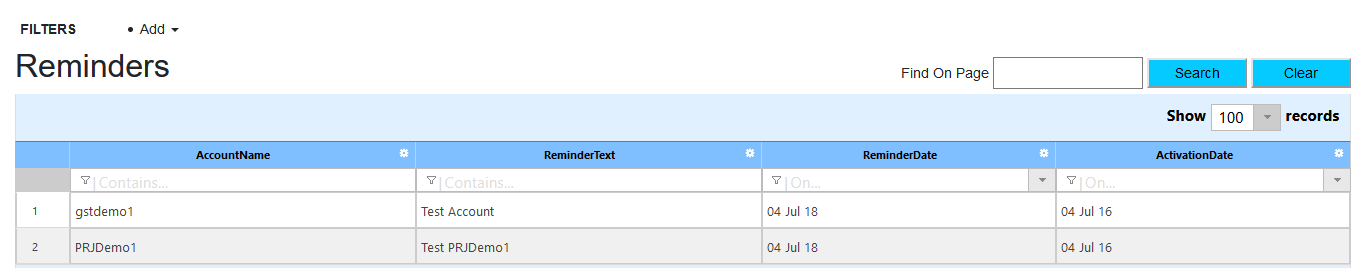 FILTERS • Add
Reminders
Find On Page Search Clear
Show 100 records
AccountName ReminderText ReminderDate ActivationDate
Contains... Contains... On... On...
1 gstdemo1 Test Account 04 Jul 18 04 Jul 16
2 PRJDemo1 Test PRJDemo1 04 Jul 18 04 Jul 16